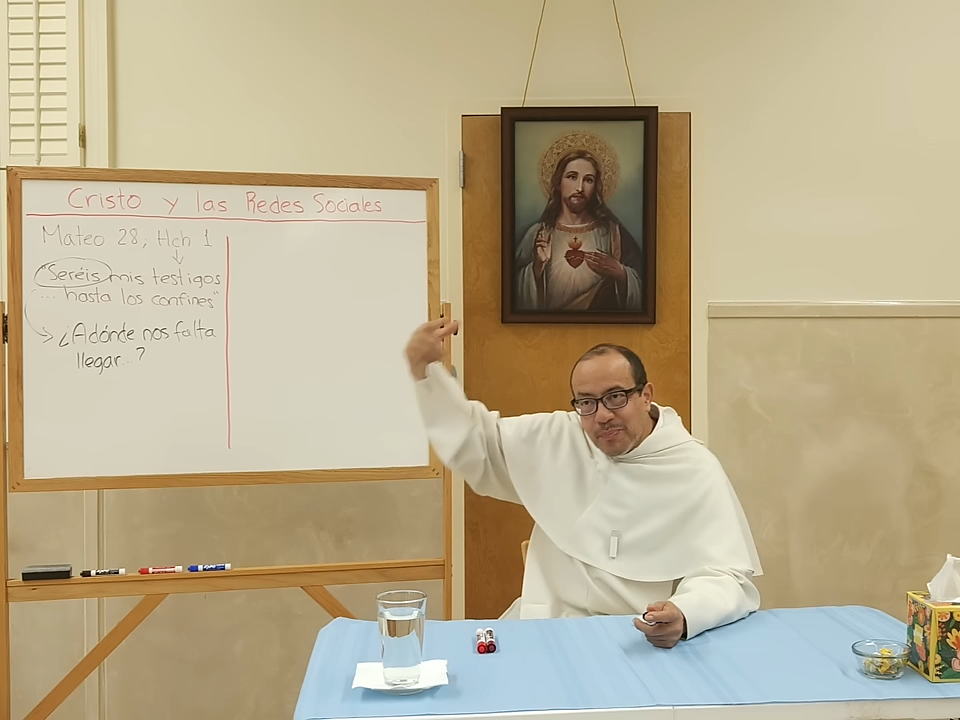 Cristo y las Redes Sociales
Mateo 28, Hch 1
"Seréis mis testigos
... hasta los confines"
¿Adónde nos falta
llegar...?